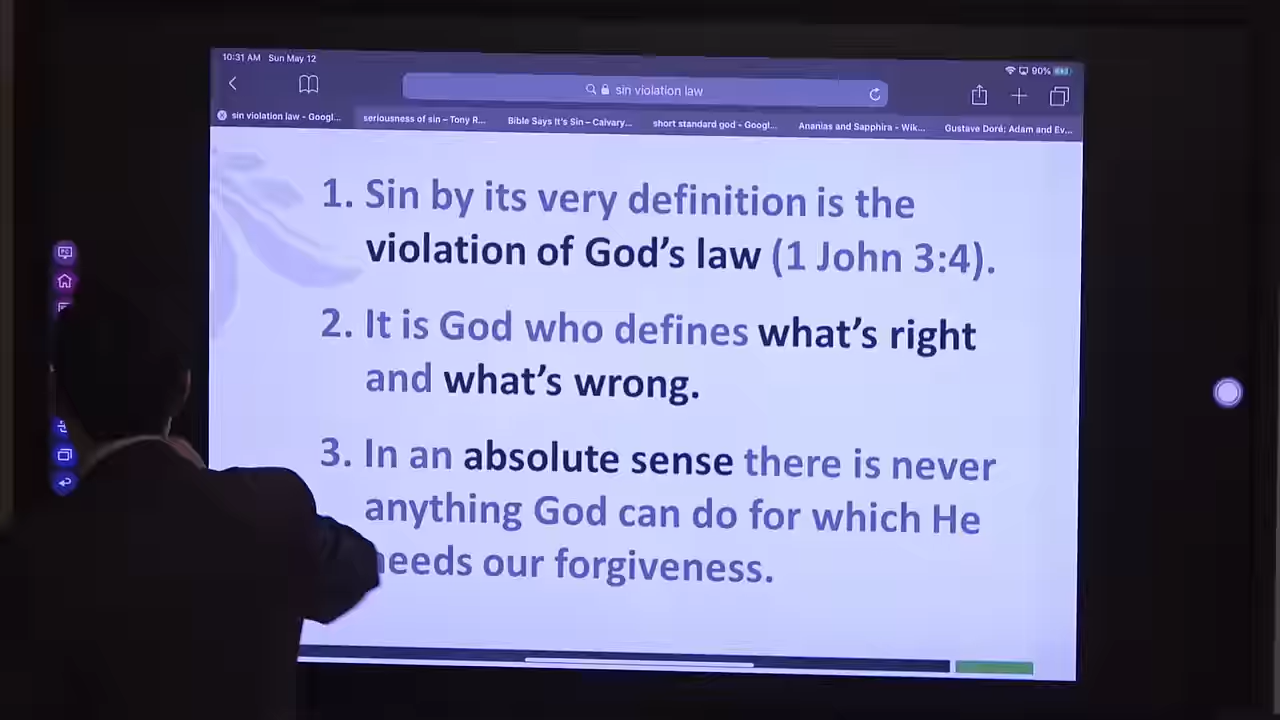 10:31 AM Sun May 12
90%
sin violation law
sin violation law - Googl...
seriousness of sin – Tony R...
Bible Says It's Sin – Calvary...
short standard god - Googl...
Ananias and Sapphira - Wik...
Gustave Doré: Adam and Ev...
1. Sin by its very definition is the
violation of God's law (1 John 3:4).
2. It is God who defines what's right
and what's wrong.
3. In an absolute sense there is never
anything God can do for which He
needs our forgiveness.